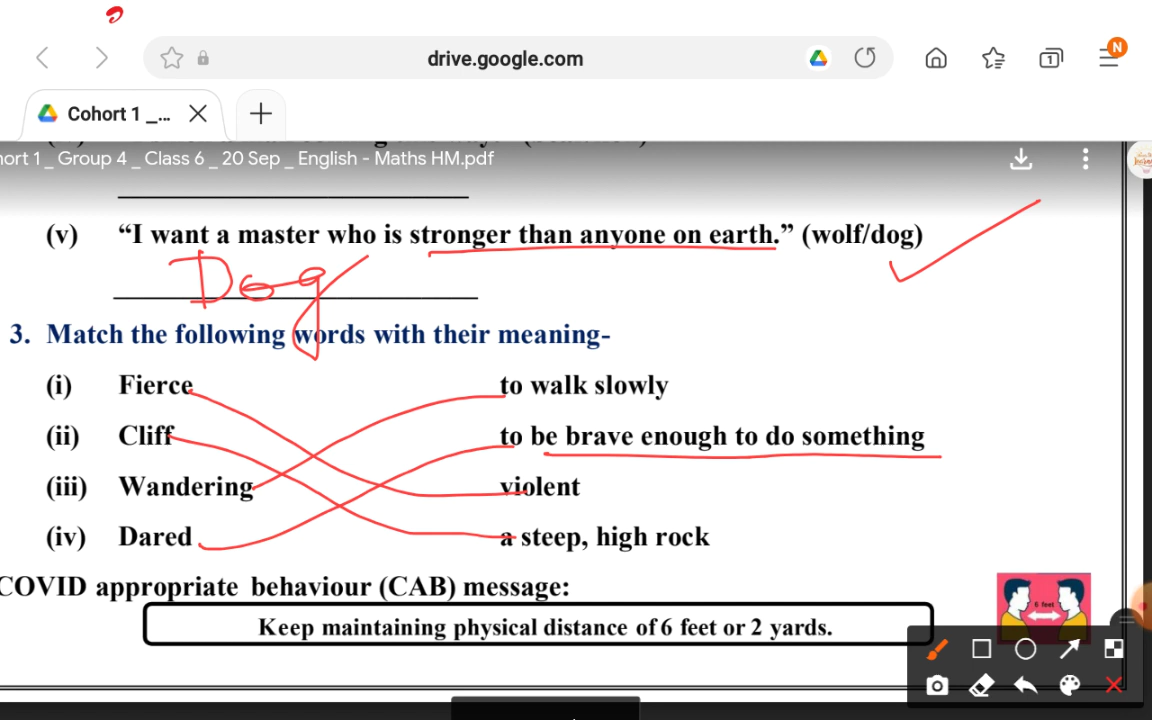 N
drive.google.com
1
Cohort 1 _...
ort 1 _ Group 4 _ Class 6 _ 20 Sep _ English - Maths HM.pdf
(v) “I want a master who is stronger than anyone on earth.” (wolf/dog)
Dog
3. Match the following words with their meaning-
(i) Fierce to walk slowly
(ii) Cliff to be brave enough to do something
(iii) Wandering violent
(iv) Dared a steep, high rock
COVID appropriate behaviour (CAB) message:
6 feet
Keep maintaining physical distance of 6 feet or 2 yards.